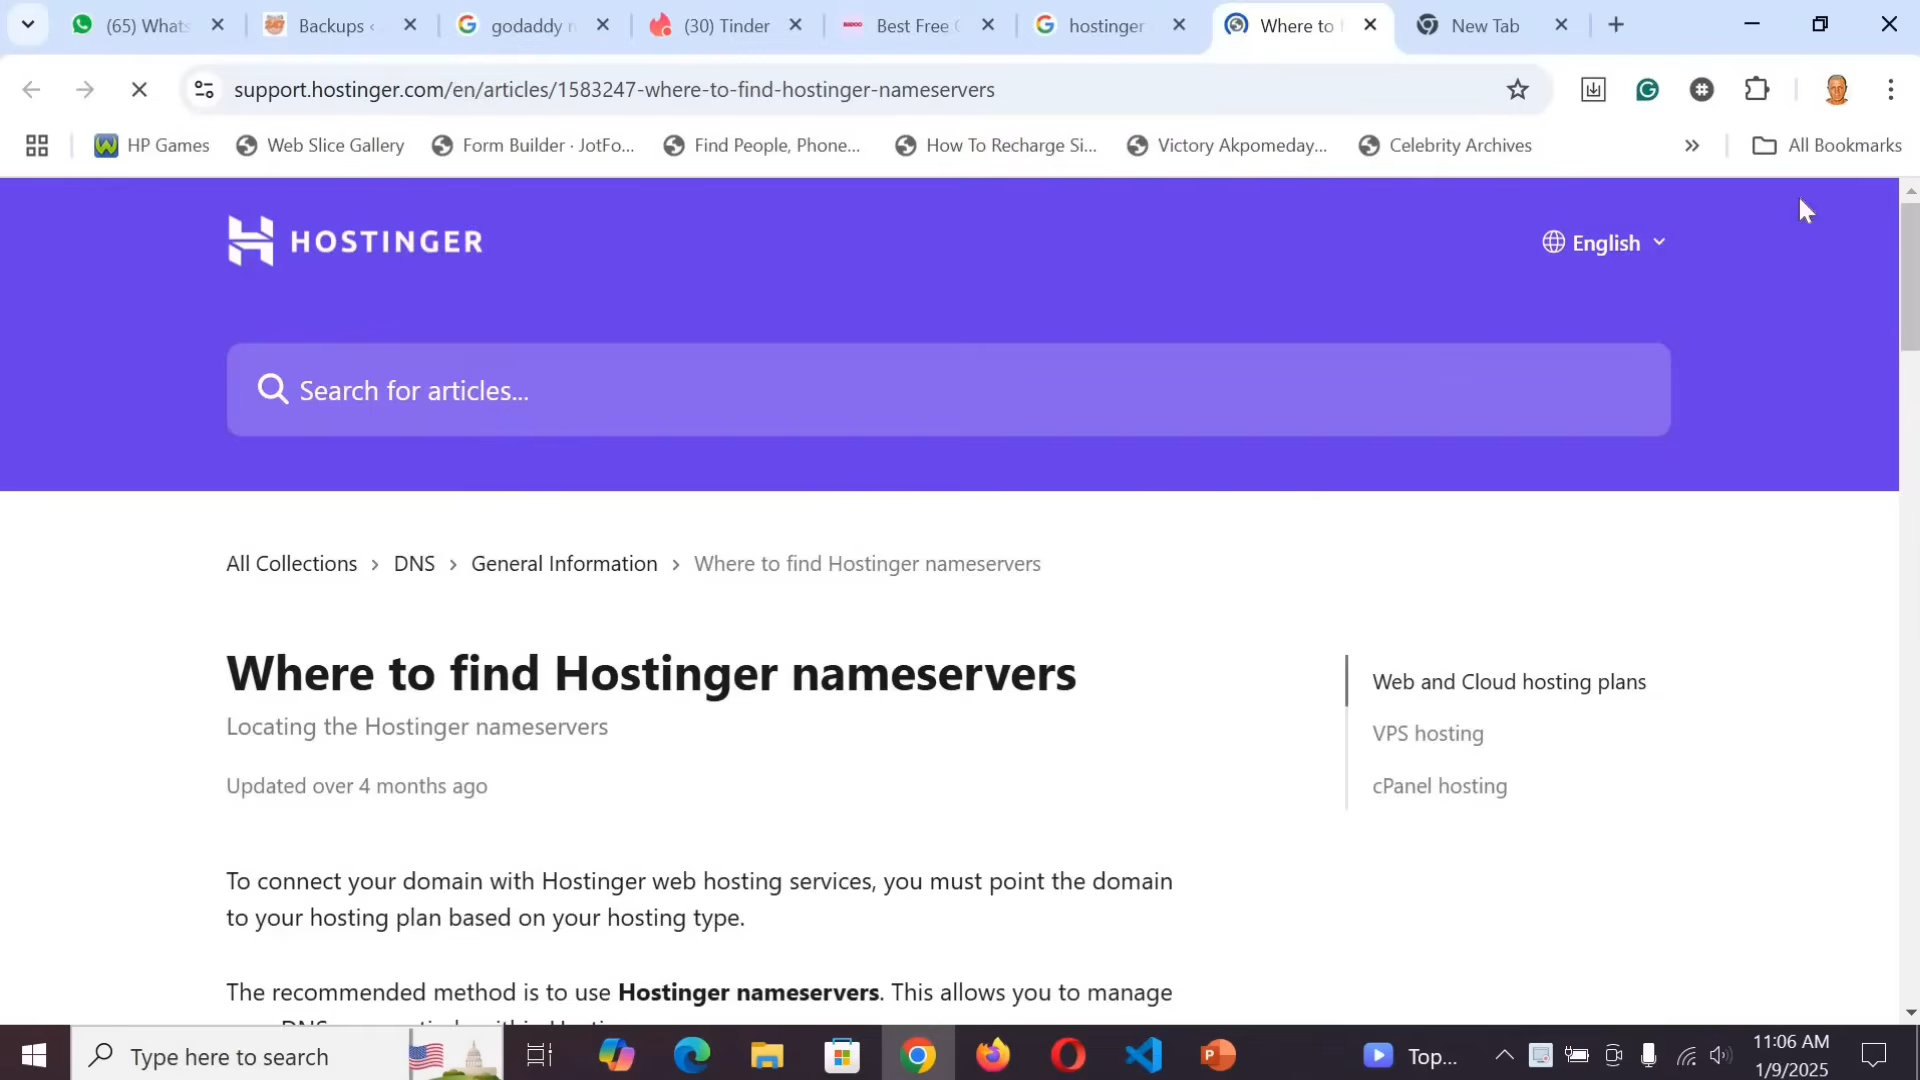 (65) Whats
Backups ‹
godaddy n
(30) Tinder
Best Free
hostinger
Where to
New Tab
support.hostinger.com/en/articles/1583247-where-to-find-hostinger-nameservers
HP Games
Web Slice Gallery
Form Builder · JotFo...
Find People, Phone...
How To Recharge Si...
Victory Akpomeday...
Celebrity Archives
»
All Bookmarks
HOSTINGER
English
Search for articles...
All Collections > DNS > General Information > Where to find Hostinger nameservers
Where to find Hostinger nameservers
Locating the Hostinger nameservers
Updated over 4 months ago
Web and Cloud hosting plans
VPS hosting
cPanel hosting
To connect your domain with Hostinger web hosting services, you must point the domain
to your hosting plan based on your hosting type.
The recommended method is to use Hostinger nameservers. This allows you to manage
Type here to search
Top...
11:06 AM
1/9/2025